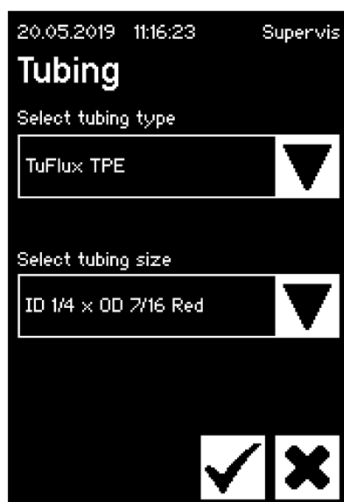 20.05.2019 11:16:23 Supervis
Tubing
Select tubing type
TuFlux TPE
Select tubing size
ID 1/4 x OD 7/16 Red